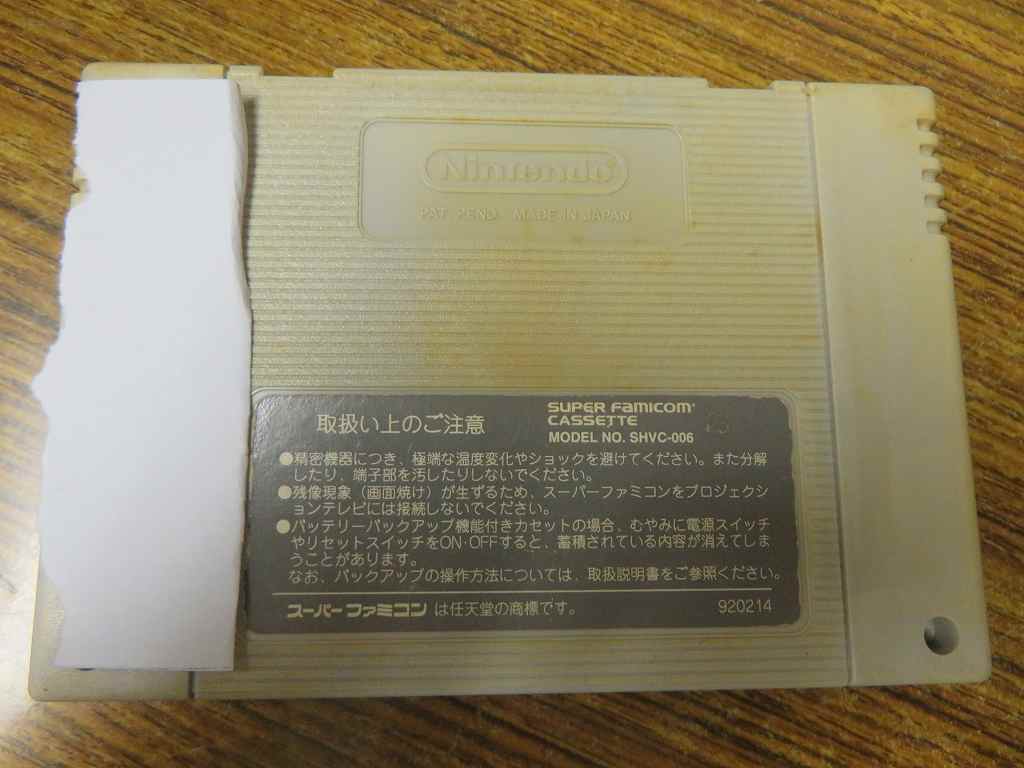 Nintendo
PAT. PEND. MADE IN JAPAN
取扱い上のご注意
SUPER FAMICOM
CASSETTE
MODEL NO. SHVC-006
●精密機器につき、極端な温度変化やショックを避けてください。また分解
したり、端子部を汚したりしないでください。
●残像現象（画面焼け）が生ずるため、スーパーファミコンをプロジェクシ
ョンテレビには接続しないでください。
●バッテリーバックアップ機能付きカセットの場合、むやみに電源スイッチ
やリセットスイッチをON・OFFすると、蓄積されている内容が消えてしま
うことがあります。
なお、バックアップの操作方法については、取扱説明書をご参照ください。
スーパーファミコン は任天堂の商標です。
920214